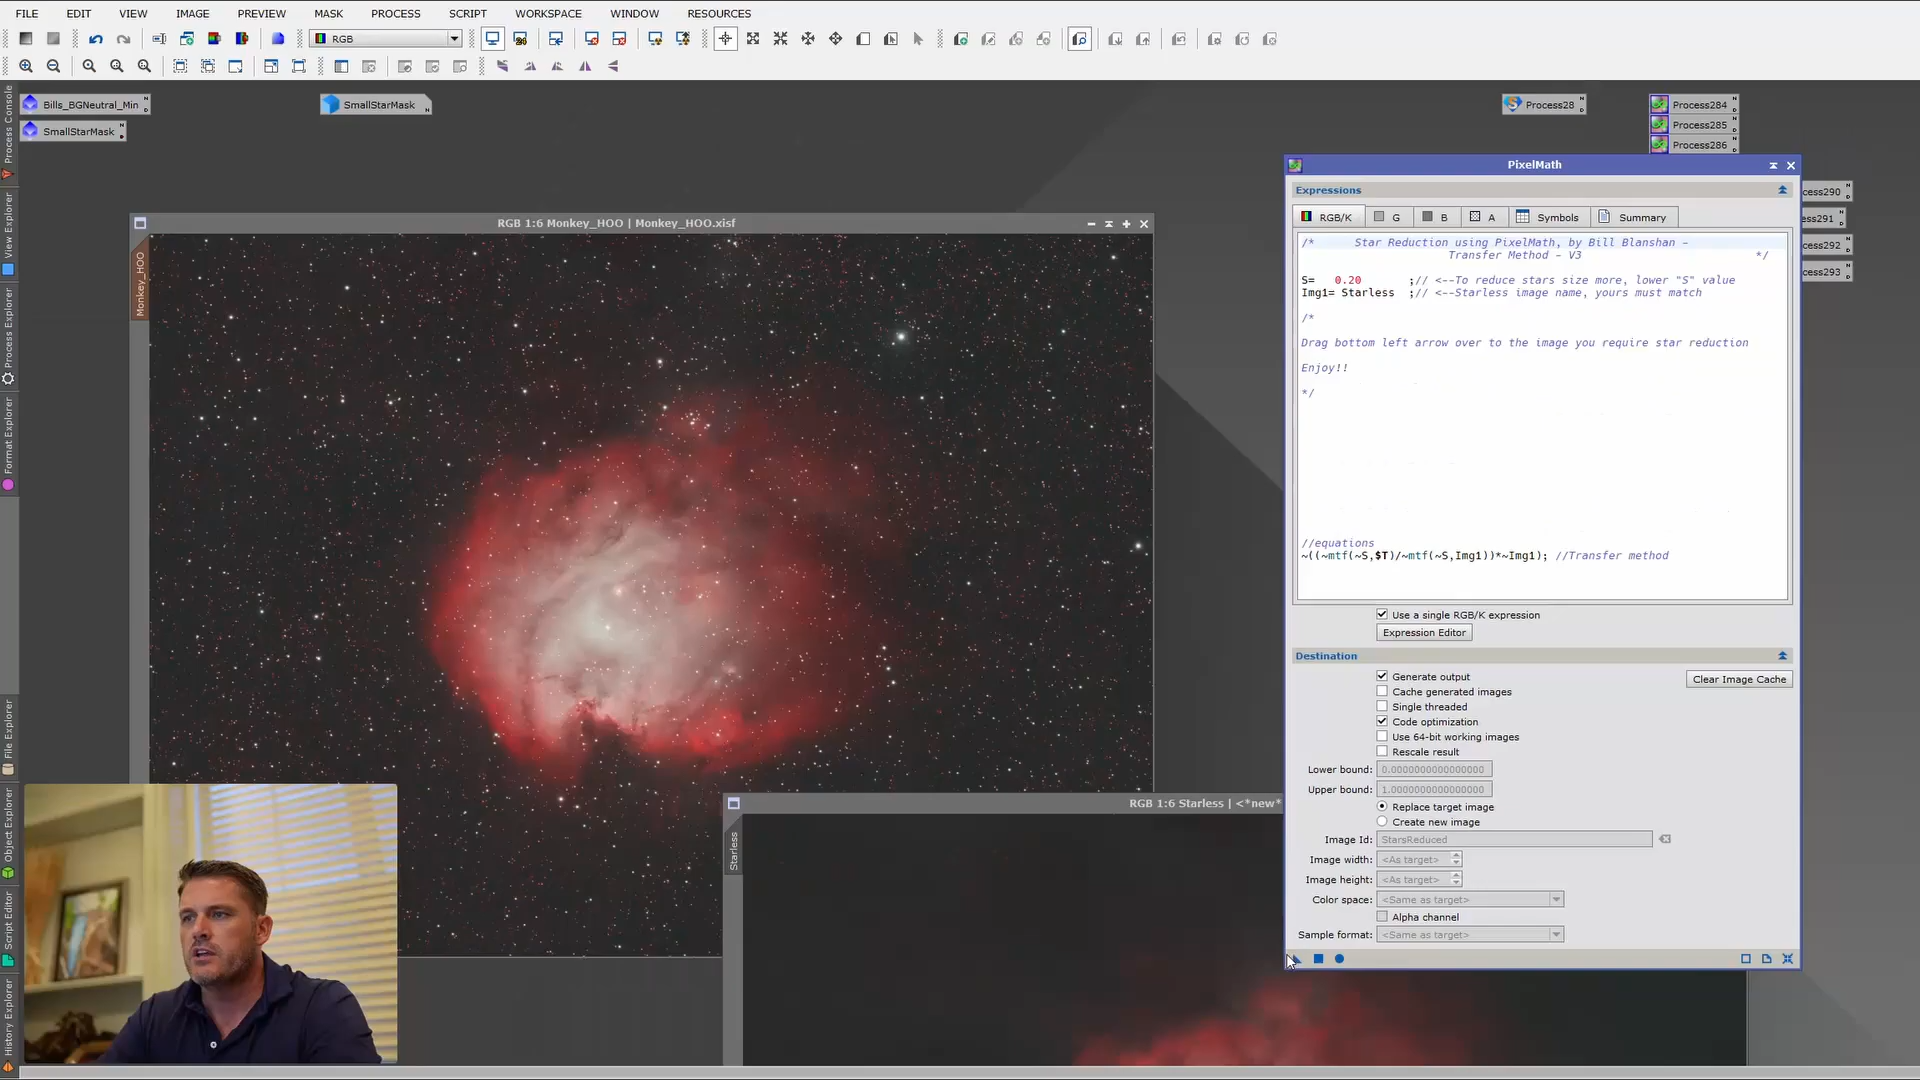 FILE EDIT VIEW IMAGE PREVIEW MASK PROCESS SCRIPT WORKSPACE WINDOW RESOURCES
RGB
Process Console
View Explorer
Process Explorer
Format Explorer
File Explorer
Object Explorer
Script Editor
History Explorer
Bills_BGNeutral_Min
SmallStarMask
SmallStarMask
Process28
Process284
Process285
Process286
cess290
cess291
cess292
cess293
RGB 1:6 Monkey_HOO | Monkey_HOO.xisf
Monkey_HOO
RGB 1:6 Starless | <*new*
Starless
PixelMath
Expressions
RGB/K G B A Symbols Summary
/* Star Reduction using PixelMath, by Bill Blanshan -
Transfer Method - V3 */
S= 0.20 ;// <--To reduce stars size more, lower "S" value
Img1= Starless ;// <--Starless image name, yours must match
/*
Drag bottom left arrow over to the image you require star reduction
Enjoy!!
*/
//equations
~((~mtf(~S,$T)/~mtf(~S,Img1))*~Img1); //Transfer method
Use a single RGB/K expression
Expression Editor
Destination
Generate output
Clear Image Cache
Cache generated images
Single threaded
Code optimization
Use 64-bit working images
Rescale result
Lower bound: 0.0000000000000000
Upper bound: 1.0000000000000000
Replace target image
Create new image
Image Id: StarsReduced
Image width: <As target>
Image height: <As target>
Color space: <Same as target>
Alpha channel
Sample format: <Same as target>